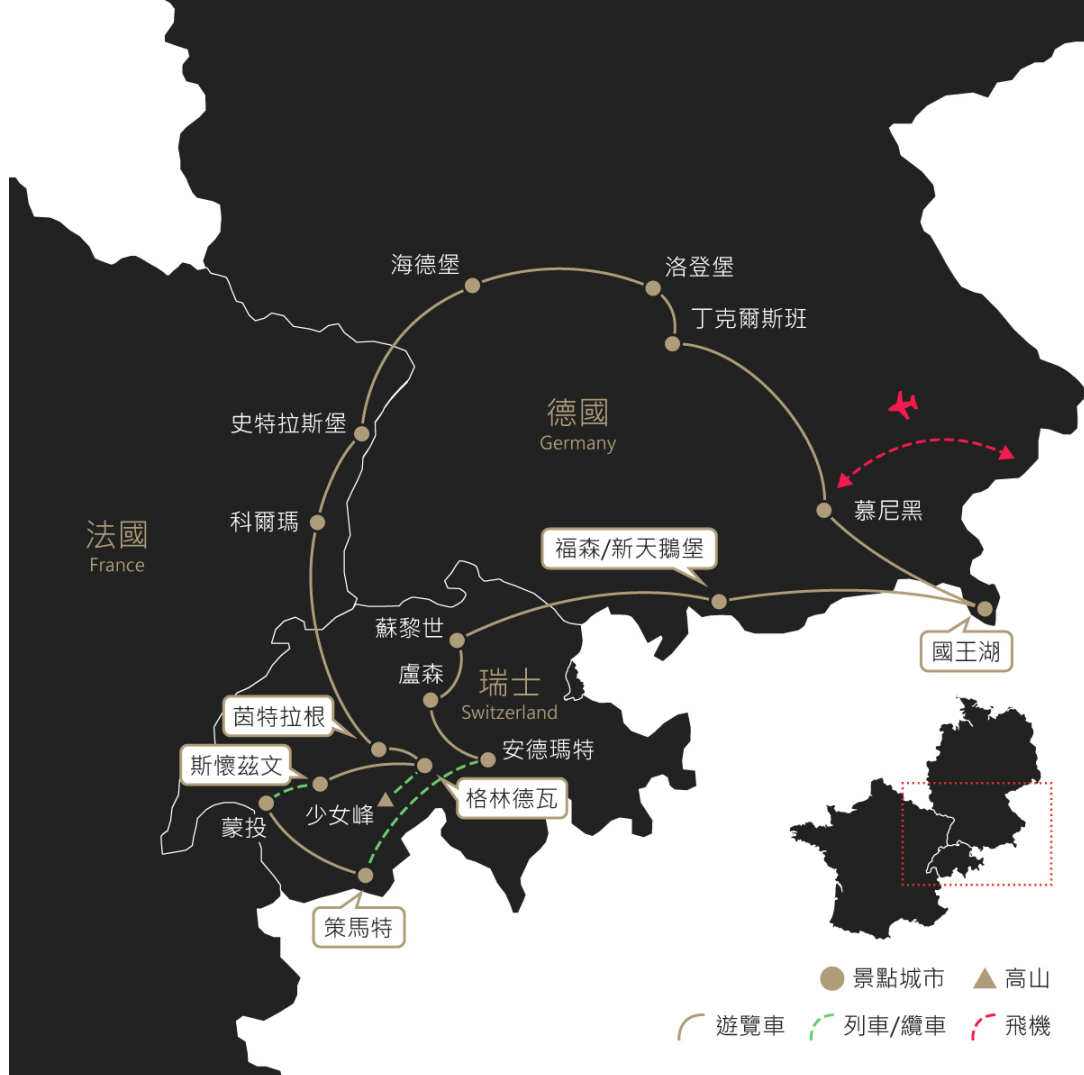 海德堡
洛登堡
丁克爾斯班
史特拉斯堡
德國
Germany
科爾瑪
慕尼黑
法國
France
福森/新天鵝堡
蘇黎世
國王湖
盧森
瑞士
Switzerland
茵特拉根
安德瑪特
斯懷茲文
格林德瓦
少女峰
蒙投
策馬特
景點城市
高山
遊覽車
列車/纜車
飛機